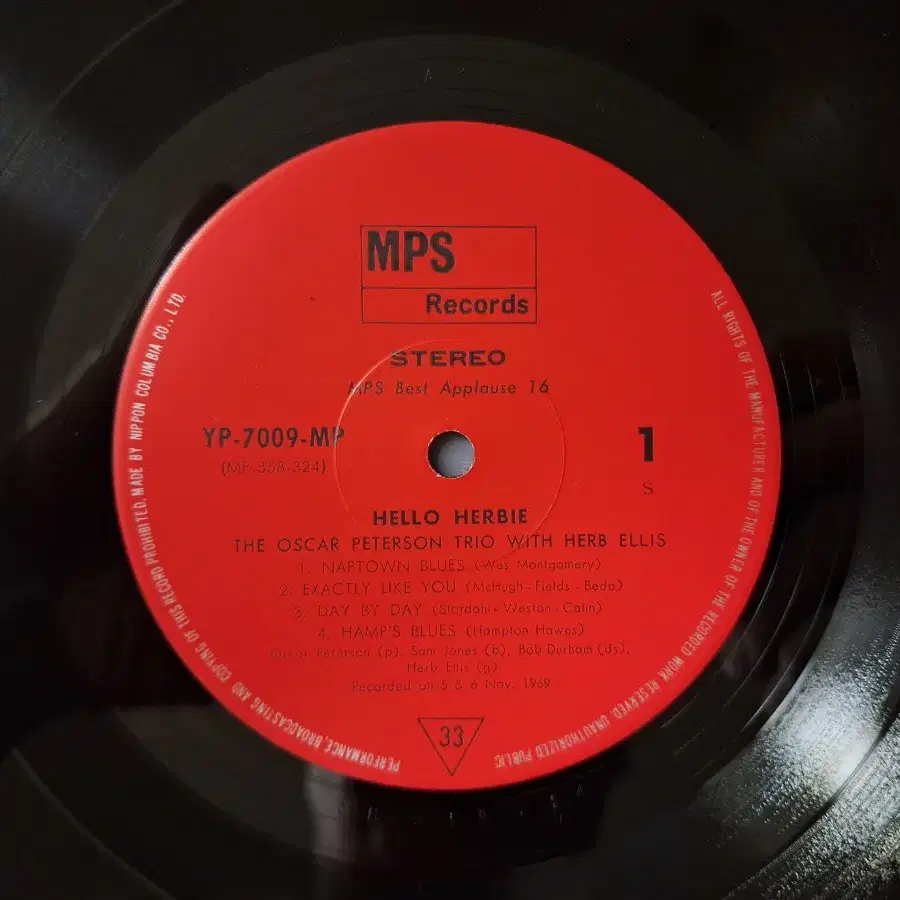 MPS
Records
STEREO
MPS Best Applause 16
YP-7009-MP
(MP-358-324)
1
S
HELLO HERBIE
THE OSCAR PETERSON TRIO WITH HERB ELLIS
1. NAPTOWN BLUES (Wes Montgomery)
2. EXACTLY LIKE YOU (McHugh - Fields - Beda)
3. DAY BY DAY (Stordahl - Weston - Calin)
4. HAMP'S BLUES (Hampton Hawes)
Oscar Peterson (p), Sam Jones (b), Bob Durham (ds),
Herb Ellis (g)
Recorded on 5 & 6 Nov. 1969
33
ALL RIGHTS OF THE MANUFACTURER AND OF THE OWNER OF THE RECORDED WORK RESERVED. UNAUTHORIZED PUBLIC
PERFORMANCE, BROADCASTING AND COPYING OF THIS RECORD PROHIBITED. MADE BY NIPPON COLUMBIA CO., LTD.